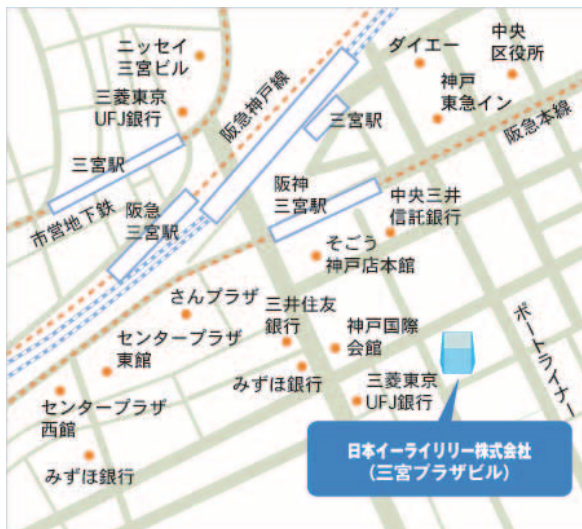 ニッセイ
三宮ビル
三菱東京
UFJ銀行
三宮駅
市営地下鉄
阪急
三宮駅
阪急神戸線
三宮駅
ダイエー
中央
区役所
神戸
東急イン
阪急本線
阪神
三宮駅
中央三井
信託銀行
そごう
神戸店本館
さんプラザ
三井住友
銀行
神戸国際
会館
センタープラザ
東館
みずほ銀行
三菱東京
UFJ銀行
ポートライナー
センタープラザ
西館
みずほ銀行
日本イーライリリー株式会社
(三宮プラザビル)